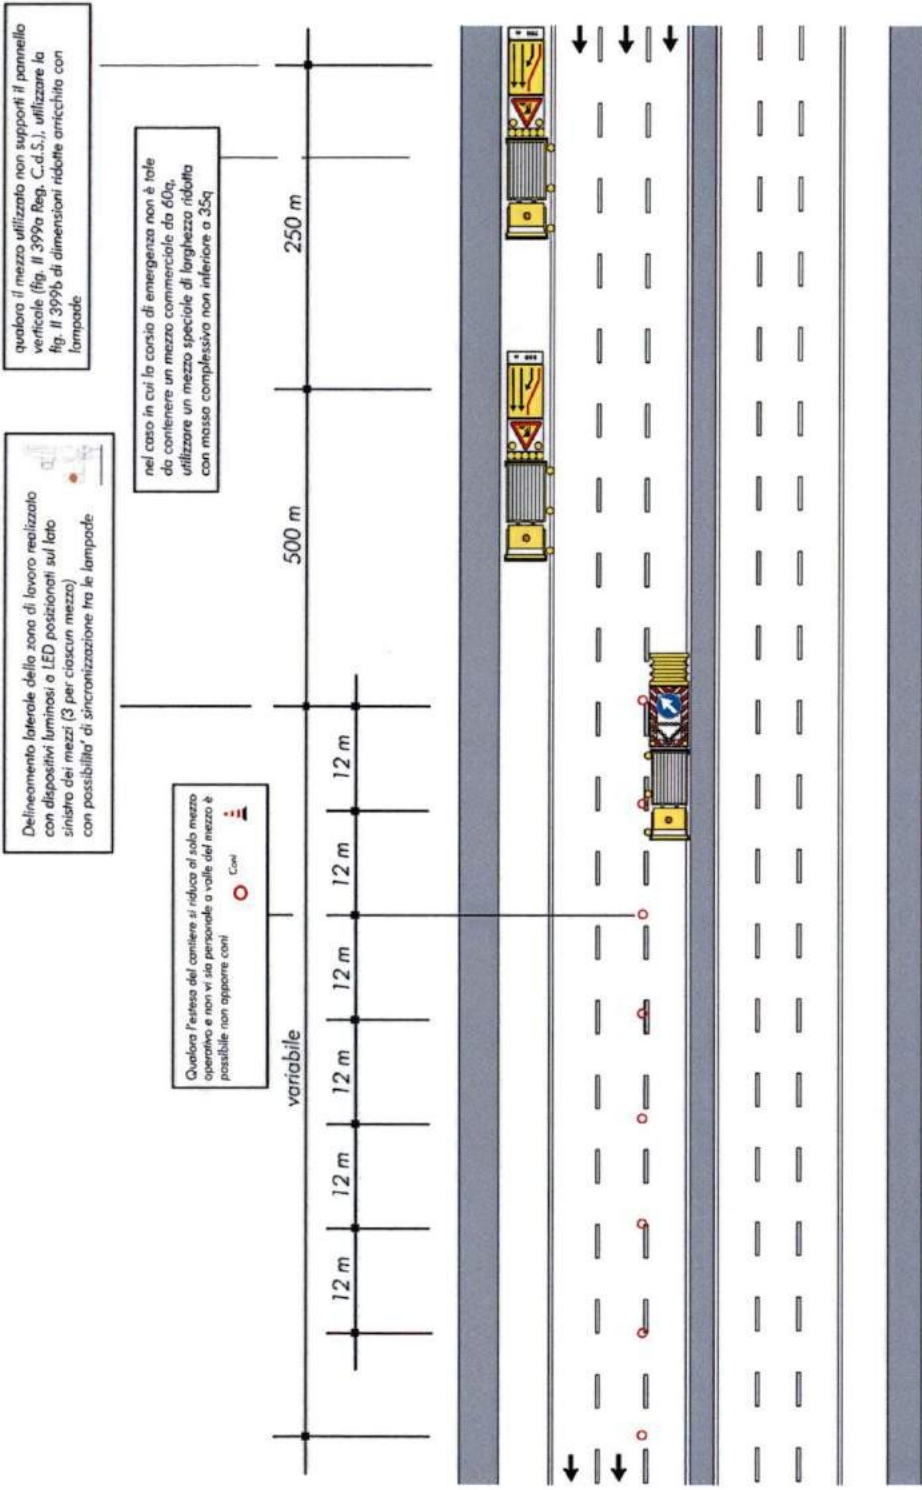 qualora il mezzo utilizzato non supporti il pannello
verticale (fig. II 399a Reg. C.d.S.), utilizzare la
fig. II 399b di dimensioni ridotte arricchita con
lampade
Delineamento laterale della zona di lavoro realizzato
con dispositivi luminosi a LED posizionati sul lato
sinistro dei mezzi (3 per ciascun mezzo)
con possibilita' di sincronizzazione tra le lampade
nel caso in cui la corsia di emergenza non è tale
da contenere un mezzo commerciale da 60q,
utilizzare un mezzo speciale di larghezza ridotta
con massa complessiva non inferiore a 35q
Qualora l'estesa del cantiere si riduca al solo mezzo
operativo e non vi sia personale a valle del mezzo è
possibile non apporre coni
Coni
variabile
500 m
250 m
12 m
12 m
12 m
12 m
12 m
12 m